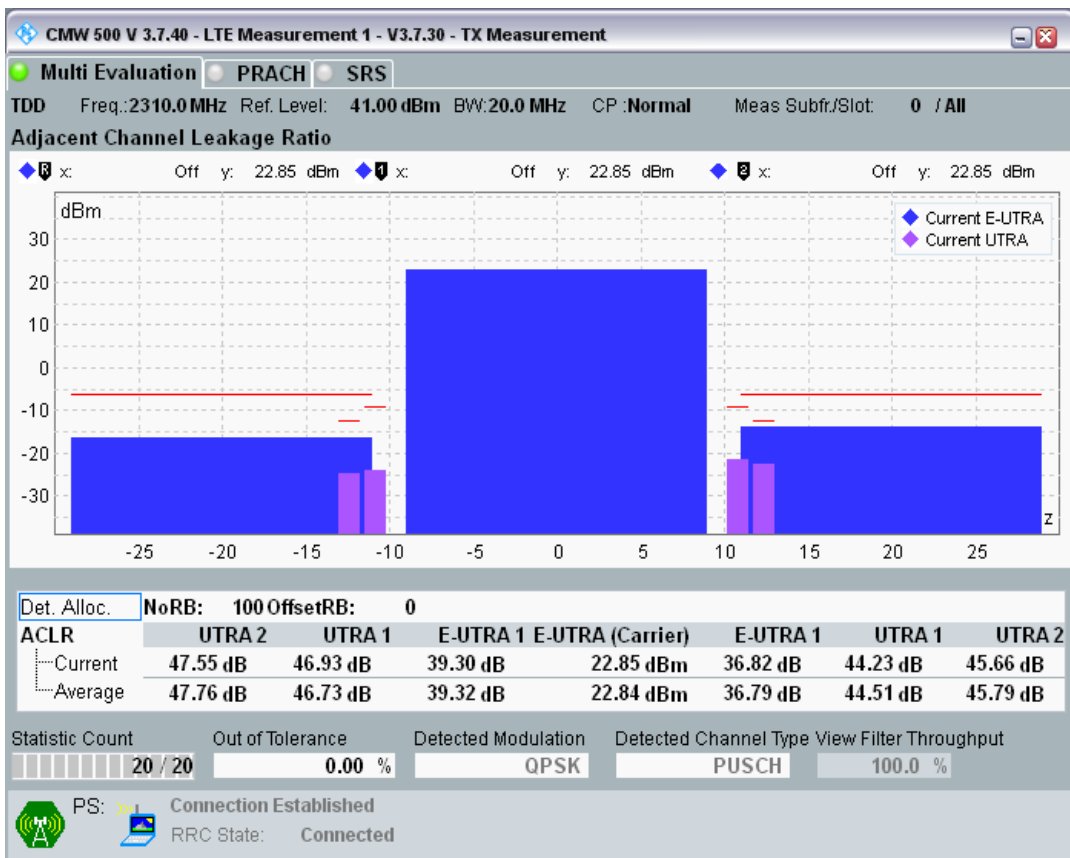 CMW 500 V 3.7.40 - LTE Measurement 1 - V3.7.30 - TX Measurement
Multi Evaluation PRACH SRS
TDD Freq.:2310.0 MHz Ref. Level: 41.00 dBm BW:20.0 MHz CP :Normal Meas Subfr./Slot: 0 / All
Adjacent Channel Leakage Ratio
R x: Off y: 22.85 dBm 1 x: Off y: 22.85 dBm 2 x: Off y: 22.85 dBm
dBm
Current E-UTRA
Current UTRA
30
20
10
0
-10
-20
-30
z
-25 -20 -15 -10 -5 0 5 10 15 20 25
Det. Alloc. NoRB: 100 OffsetRB: 0
ACLR UTRA 2 UTRA 1 E-UTRA 1 E-UTRA (Carrier) E-UTRA 1 UTRA 1 UTRA 2
Current 47.55 dB 46.93 dB 39.30 dB 22.85 dBm 36.82 dB 44.23 dB 45.66 dB
Average 47.76 dB 46.73 dB 39.32 dB 22.84 dBm 36.79 dB 44.51 dB 45.79 dB
Statistic Count Out of Tolerance Detected Modulation Detected Channel Type View Filter Throughput
20 / 20 0.00 % QPSK PUSCH 100.0 %
PS: Connection Established
RRC State: Connected